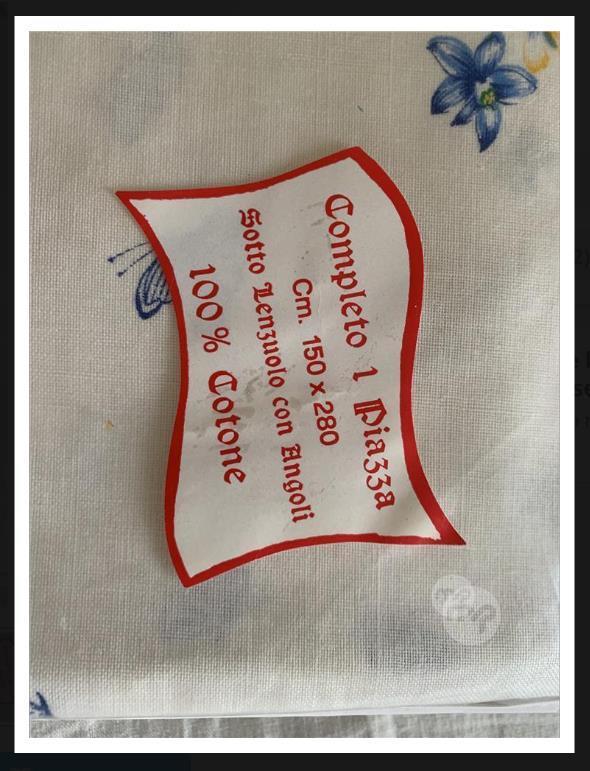 Completo 1 Piazza
Cm. 150 x 280
Sotto Lenzuolo con Angoli
100% Cotone